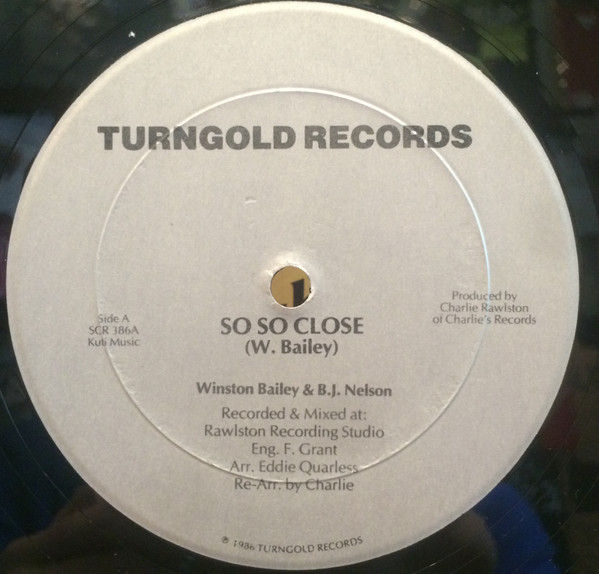 TURNGOLD RECORDS
Side A
SCR 386A
Kuli Music
Produced by
Charlie Rawlston
of Charlie's Records
SO SO CLOSE
(W. Bailey)
Winston Bailey & B.J. Nelson
Recorded & Mixed at:
Rawlston Recording Studio
Eng. F. Grant
Arr. Eddie Quarless
Re-Arr. by Charlie
℗ 1986 TURNGOLD RECORDS